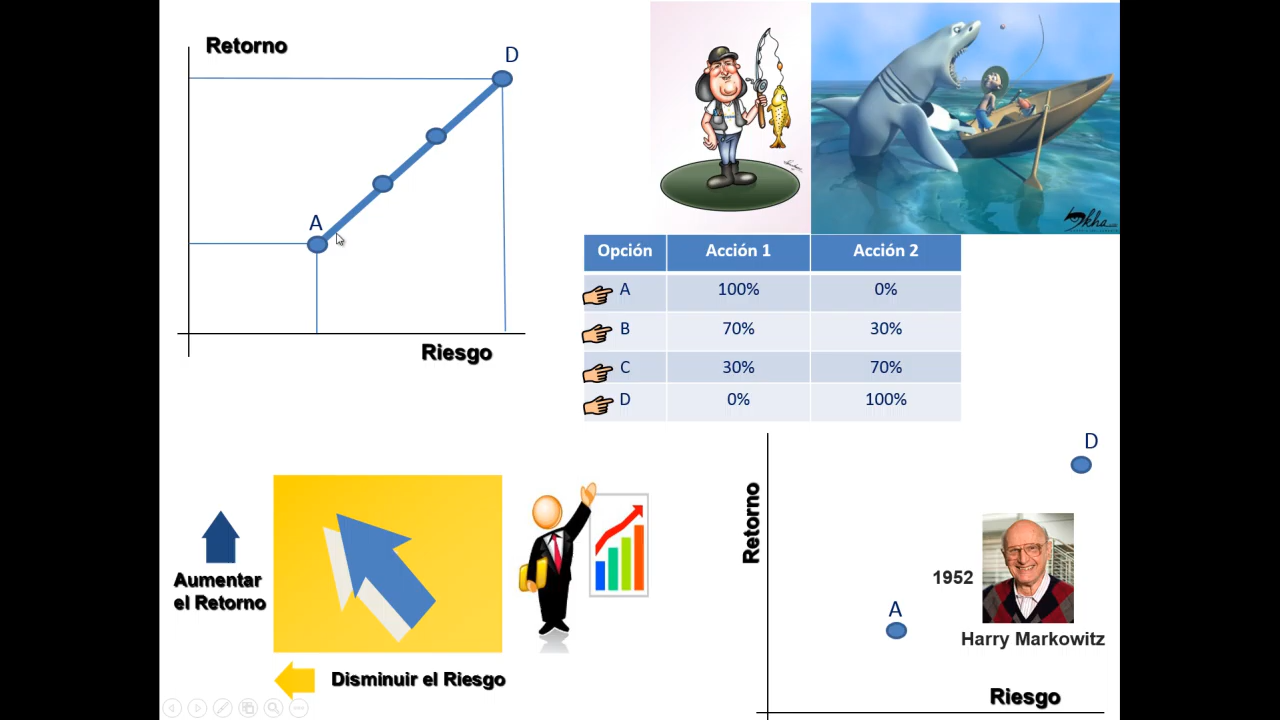 Retorno
D
A
Riesgo
Opción Acción 1 Acción 2
A 100% 0%
B 70% 30%
C 30% 70%
D 0% 100%
Aumentar
el Retorno
Disminuir el Riesgo
D
Retorno
1952
A
Harry Markowitz
Riesgo